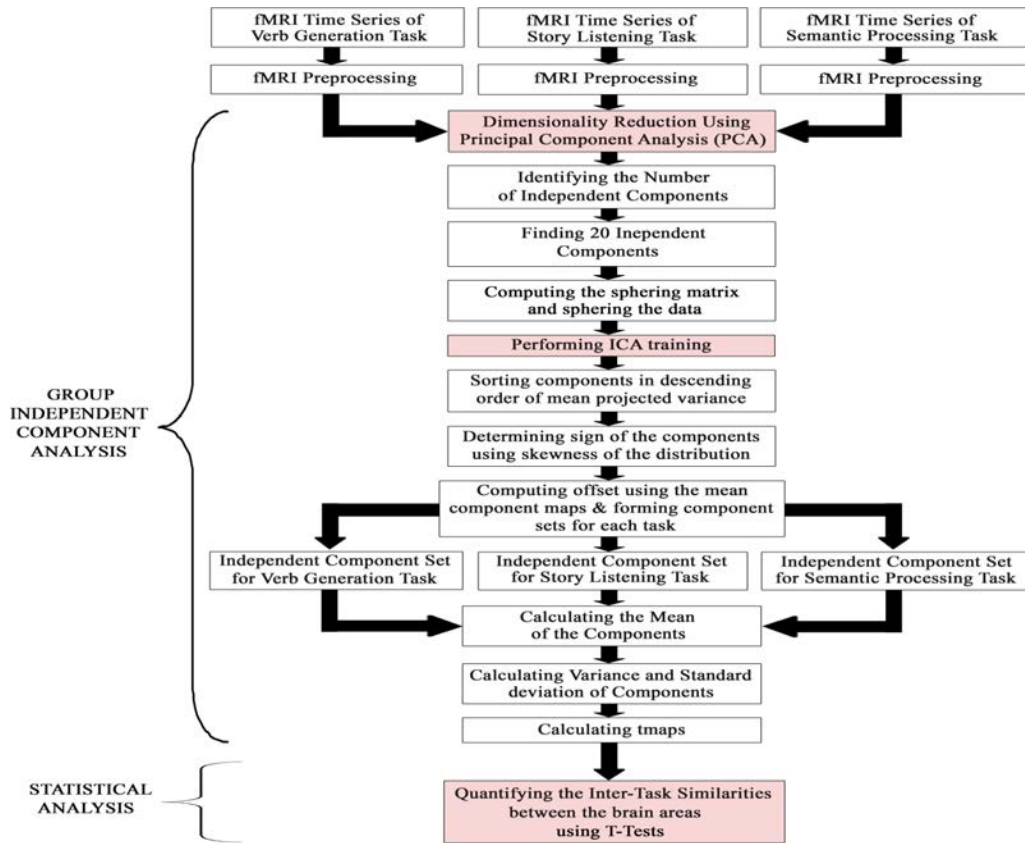 fMRI Time Series of
Verb Generation Task
fMRI Time Series of
Story Listening Task
fMRI Time Series of
Semantic Processing Task
fMRI Preprocessing
fMRI Preprocessing
fMRI Preprocessing
Dimensionality Reduction Using
Principal Component Analysis (PCA)
Identifying the Number
of Independent Components
Finding 20 Inependent
Components
Computing the sphering matrix
and sphering the data
Performing ICA training
Sorting components in descending
order of mean projected variance
Determining sign of the components
using skewness of the distribution
Computing offset using the mean
component maps & forming component
sets for each task
Independent Component Set
for Verb Generation Task
Independent Component Set
for Story Listening Task
Independent Component Set
for Semantic Processing Task
Calculating the Mean
of the Components
Calculating Variance and Standard
deviation of Components
Calculating tmaps
GROUP
INDEPENDENT
COMPONENT
ANALYSIS
STATISTICAL
ANALYSIS
Quantifying the Inter-Task Similarities
between the brain areas
using T-Tests